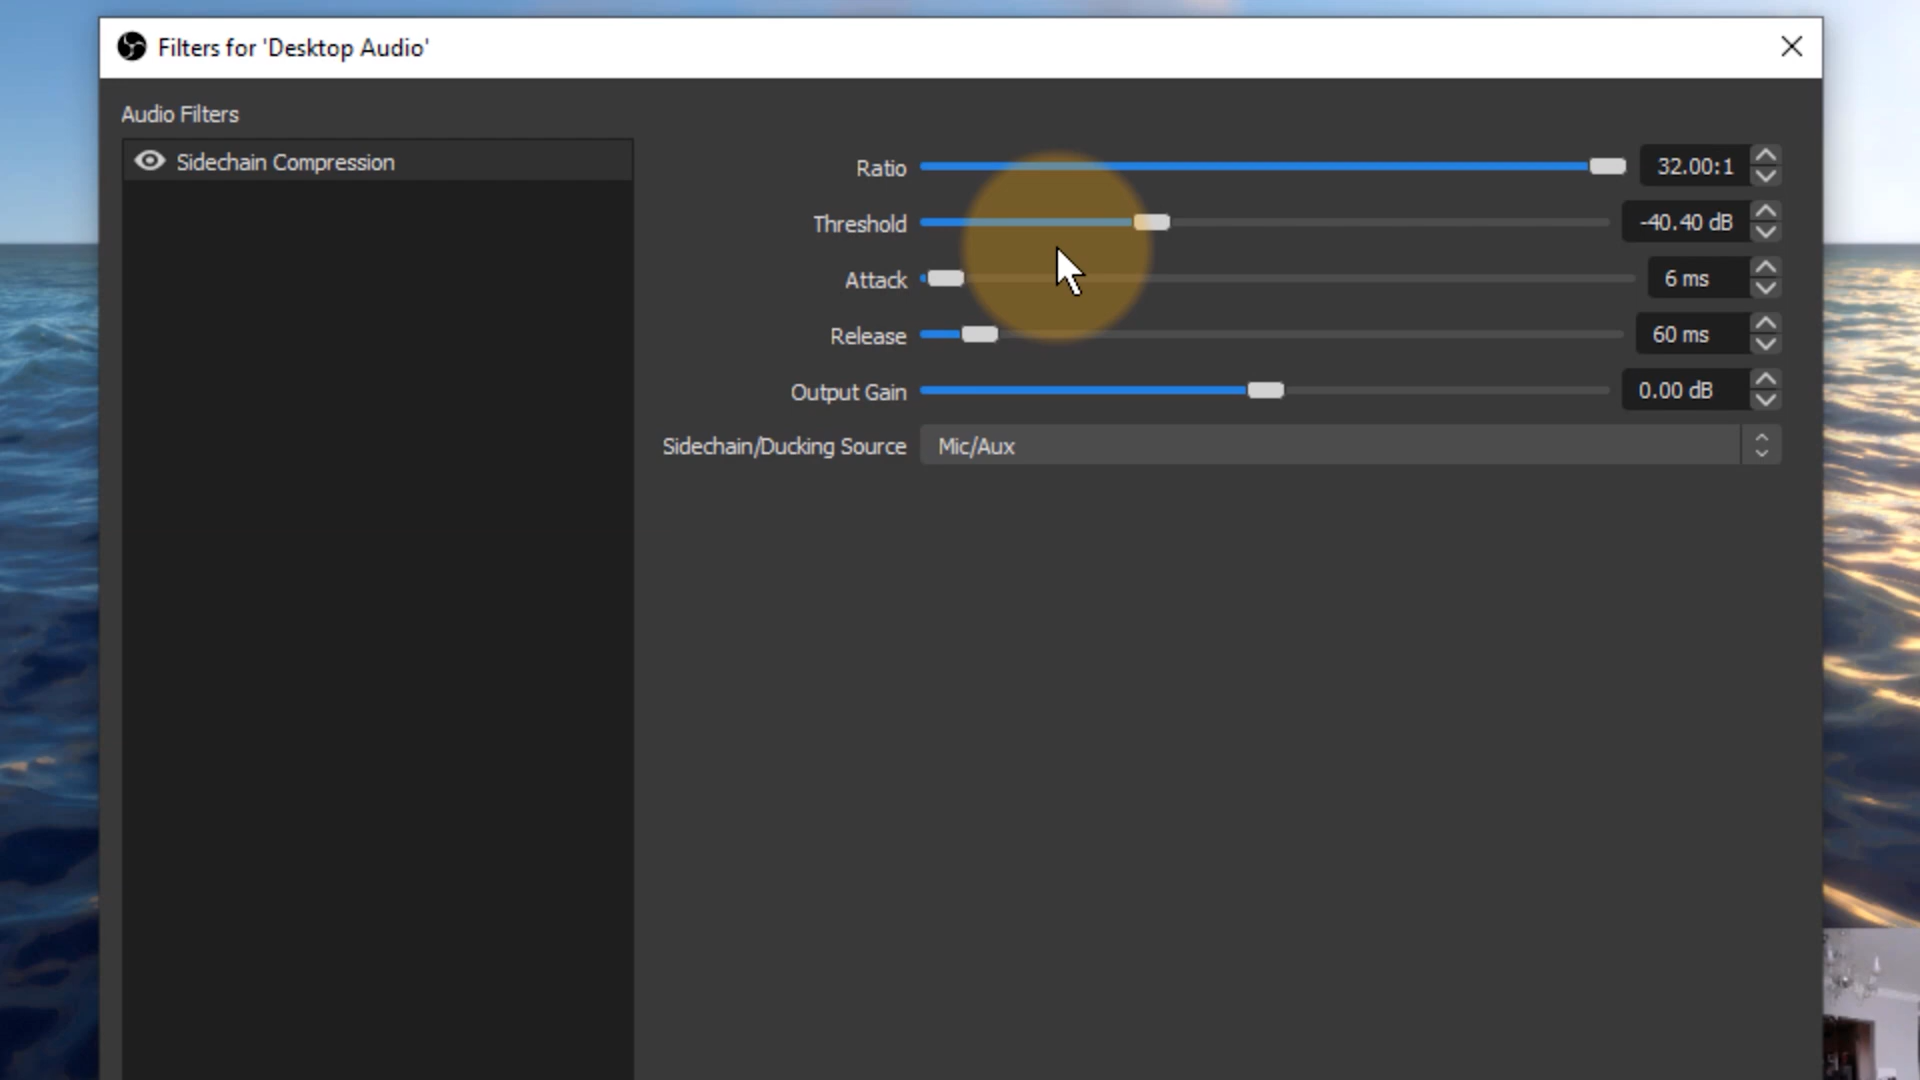 Filters for 'Desktop Audio'
Audio Filters
Sidechain Compression
Ratio 32.00:1
Threshold -40.40 dB
Attack 6 ms
Release 60 ms
Output Gain 0.00 dB
Sidechain/Ducking Source Mic/Aux